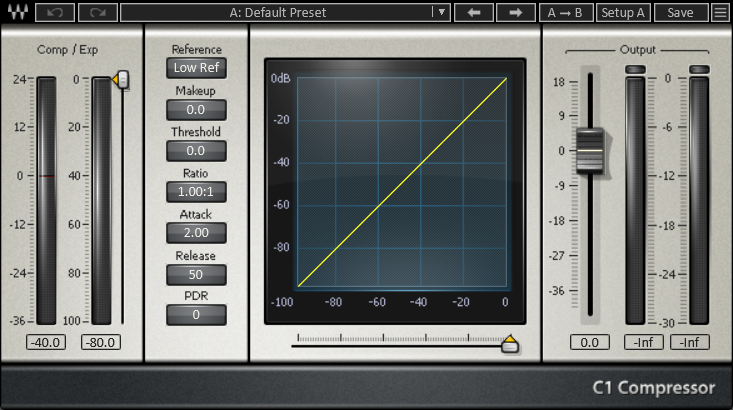 A: Default Preset
A → B
Setup A
Save
Comp / Exp
24
12
0
-12
-24
-36
-40.0
0
20
40
60
80
100
-80.0
Reference
Low Ref
Makeup
0.0
Threshold
0.0
Ratio
1.00:1
Attack
2.00
Release
50
PDR
0
0dB
-20
-40
-60
-80
-100 -80 -60 -40 -20 0
Output
18
9
0
-9
-18
-27
-36
0.0
0
-6
-12
-18
-24
-30
-Inf -Inf
C1 Compressor